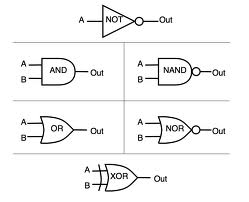 A NOT Out
A AND Out
B
A NAND Out
B
A OR Out
B
A NOR Out
B
A XOR Out
B